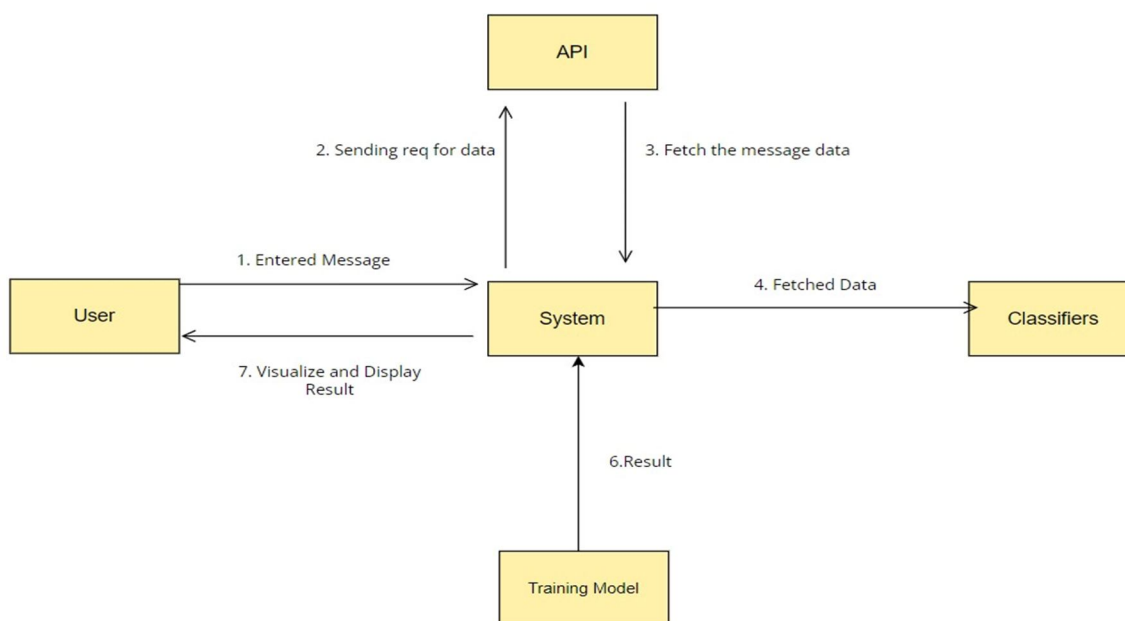 API
2. Sending req for data
3. Fetch the message data
1. Entered Message
4. Fetched Data
User
System
Classifiers
7. Visualize and Display
Result
6.Result
Training Model